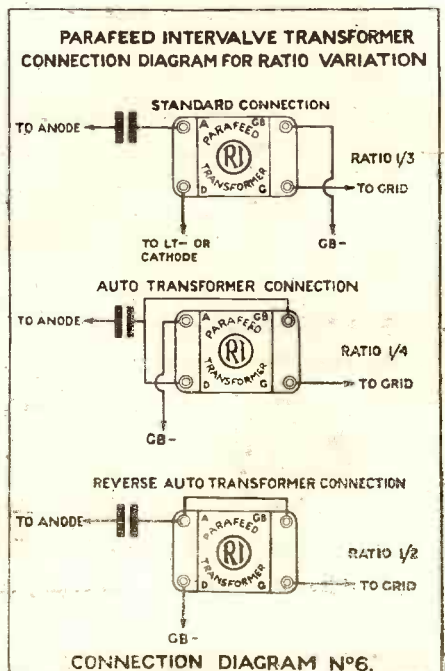 PARAFEED INTERVALVE TRANSFORMER
CONNECTION DIAGRAM FOR RATIO VARIATION
STANDARD CONNECTION
TO ANODE
A
GB
PARAFEED
RI
TRANSFORMER
D
G
RATIO 1/3
TO GRID
TO LT- OR
CATHODE
GB-
AUTO TRANSFORMER CONNECTION
TO ANODE
A
GB
PARAFEED
RI
TRANSFORMER
D
G
RATIO 1/4
TO GRID
GB-
REVERSE AUTO TRANSFORMER CONNECTION
TO ANODE
A
GB
PARAFEED
RI
TRANSFORMER
D
G
RATIO 1/2
TO GRID
GB-
CONNECTION DIAGRAM Nº6.